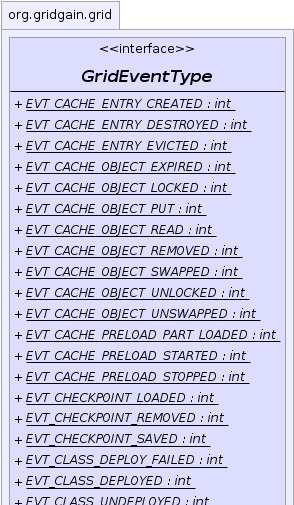 org.gridgain.grid
<<interface>>
GridEventType
+ EVT_CACHE_ENTRY_CREATED : int
+ EVT_CACHE_ENTRY_DESTROYED : int
+ EVT_CACHE_ENTRY_EVICTED : int
+ EVT_CACHE_OBJECT_EXPIRED : int
+ EVT_CACHE_OBJECT_LOCKED : int
+ EVT_CACHE_OBJECT_PUT : int
+ EVT_CACHE_OBJECT_READ : int
+ EVT_CACHE_OBJECT_REMOVED : int
+ EVT_CACHE_OBJECT_SWAPPED : int
+ EVT_CACHE_OBJECT_UNLOCKED : int
+ EVT_CACHE_OBJECT_UNSWAPPED : int
+ EVT_CACHE_PRELOAD_PART_LOADED : int
+ EVT_CACHE_PRELOAD_STARTED : int
+ EVT_CACHE_PRELOAD_STOPPED : int
+ EVT_CHECKPOINT_LOADED : int
+ EVT_CHECKPOINT_REMOVED : int
+ EVT_CHECKPOINT_SAVED : int
+ EVT_CLASS_DEPLOY_FAILED : int
+ EVT_CLASS_DEPLOYED : int
+ EVT_CLASS_UNDEPLOYED : int